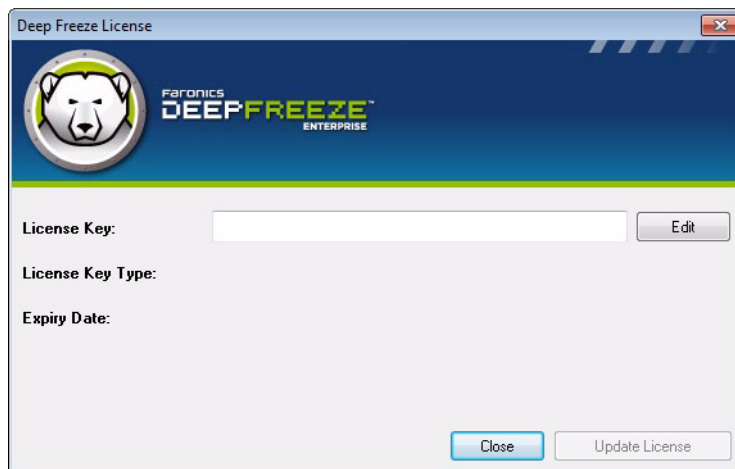 Deep Freeze License
Faronics
DEEPFREEZE™
ENTERPRISE
License Key:
Edit
License Key Type:
Expiry Date:
Close
Update License